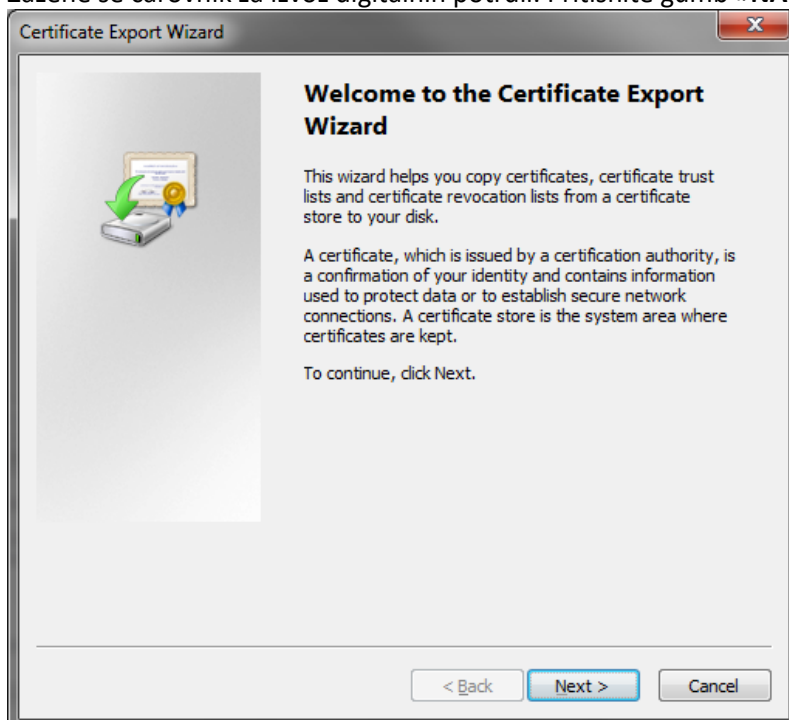 Certificate Export Wizard
Welcome to the Certificate Export
Wizard
This wizard helps you copy certificates, certificate trust
lists and certificate revocation lists from a certificate
store to your disk.
A certificate, which is issued by a certification authority, is
a confirmation of your identity and contains information
used to protect data or to establish secure network
connections. A certificate store is the system area where
certificates are kept.
To continue, click Next.
< Back Next > Cancel